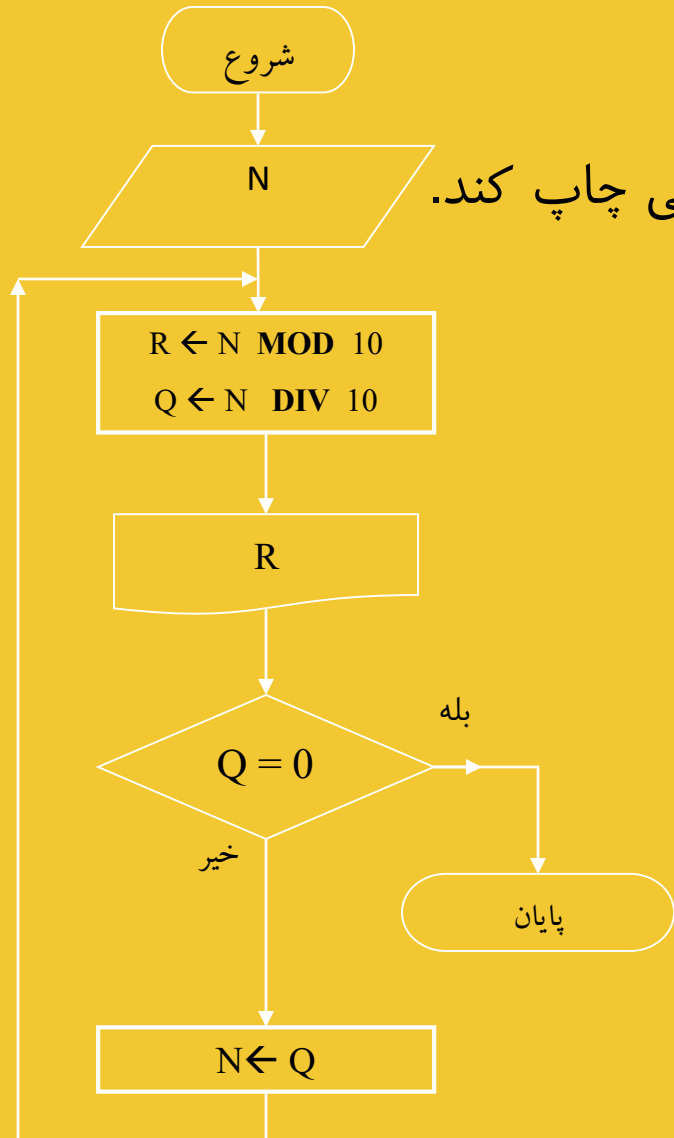 شروع
N
چاپ کند.
R ← N MOD 10
Q ← N DIV 10
R
بله
Q = 0
خیر
پایان
N← Q